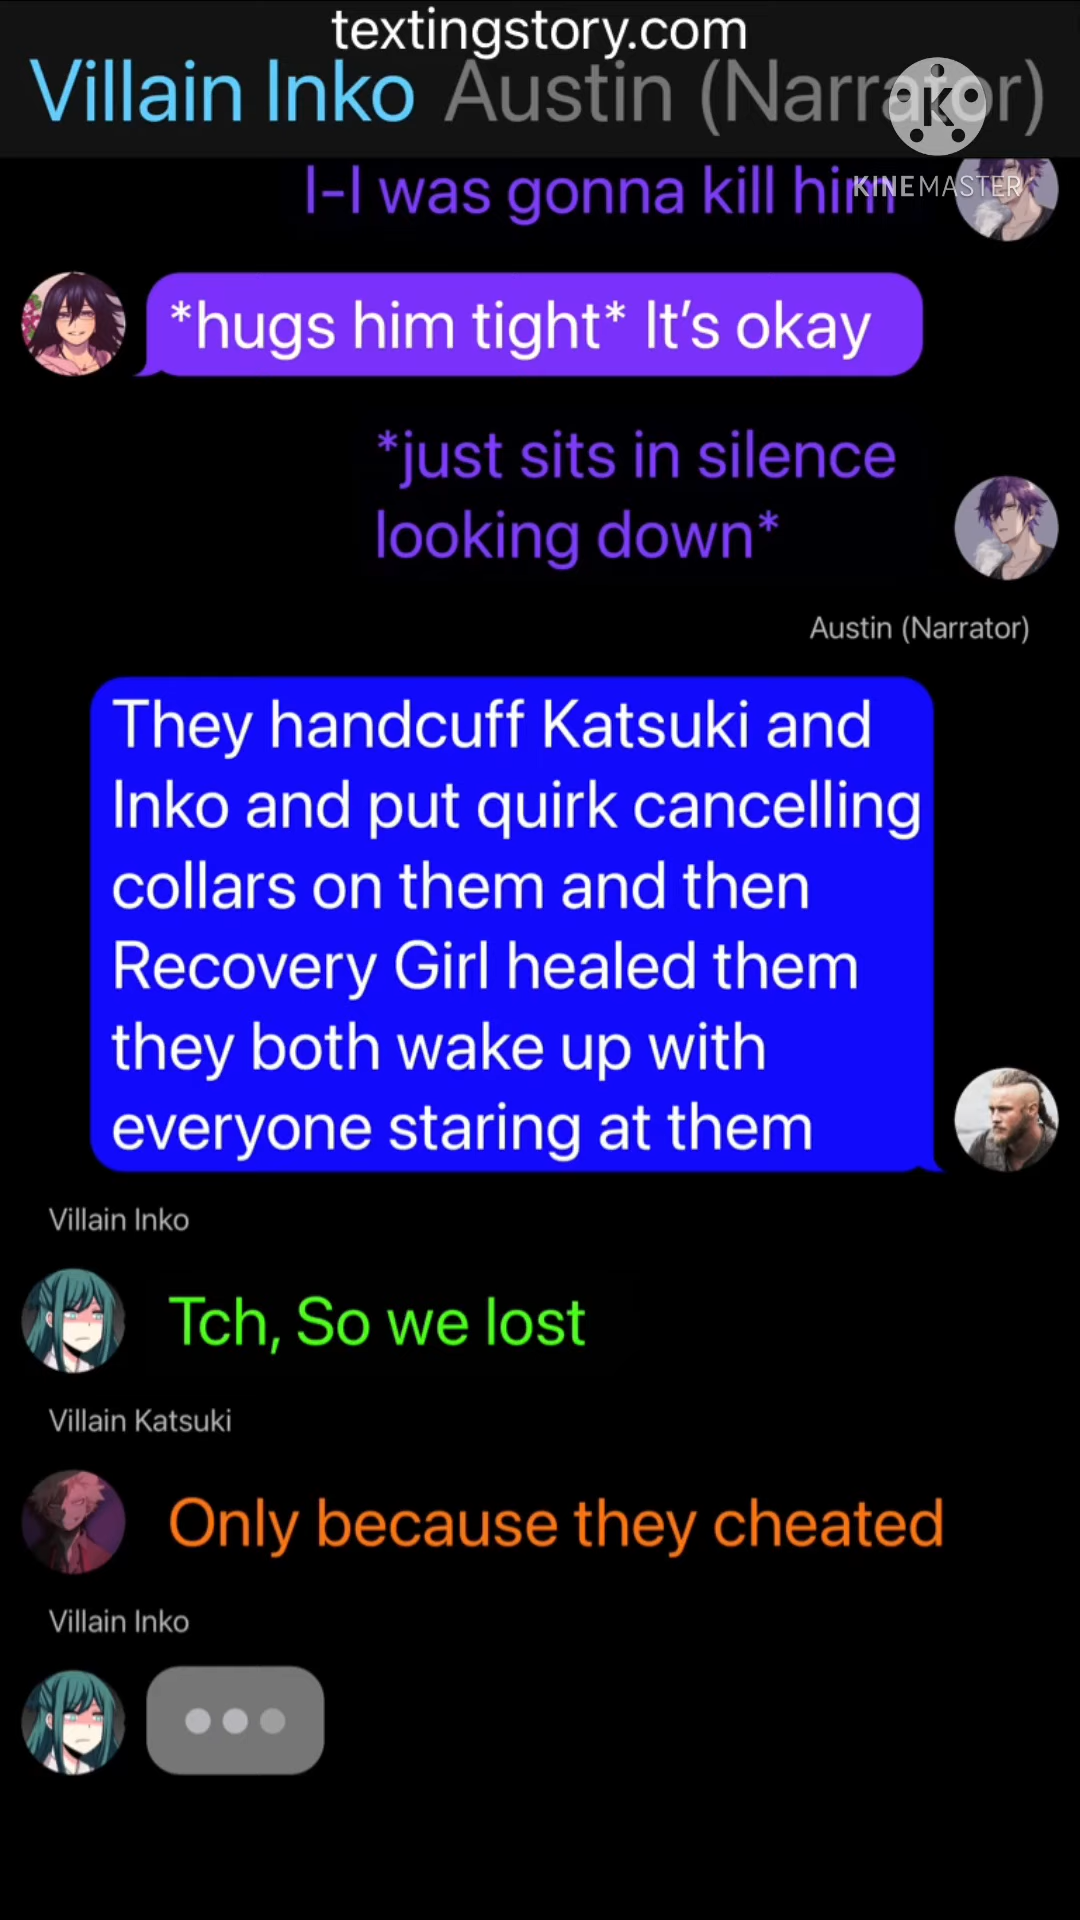 textingstory.com
Villain Inko Austin (Narrator)
K
KINEMASTER
I-I was gonna kill him
*hugs him tight* It’s okay
*just sits in silence
looking down*
Austin (Narrator)
They handcuff Katsuki and
Inko and put quirk cancelling
collars on them and then
Recovery Girl healed them
they both wake up with
everyone staring at them
Villain Inko
Tch, So we lost
Villain Katsuki
Only because they cheated
Villain Inko